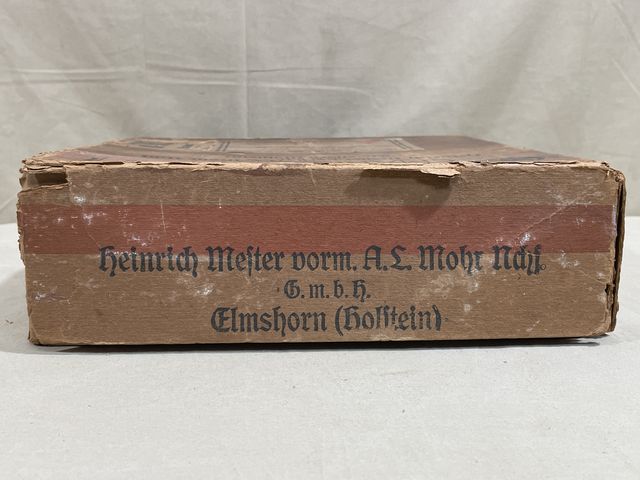 Heinrich Mester vorm. A. L. Mohr Nchf.
G. m. b. H.
Elmshorn (Holstein)